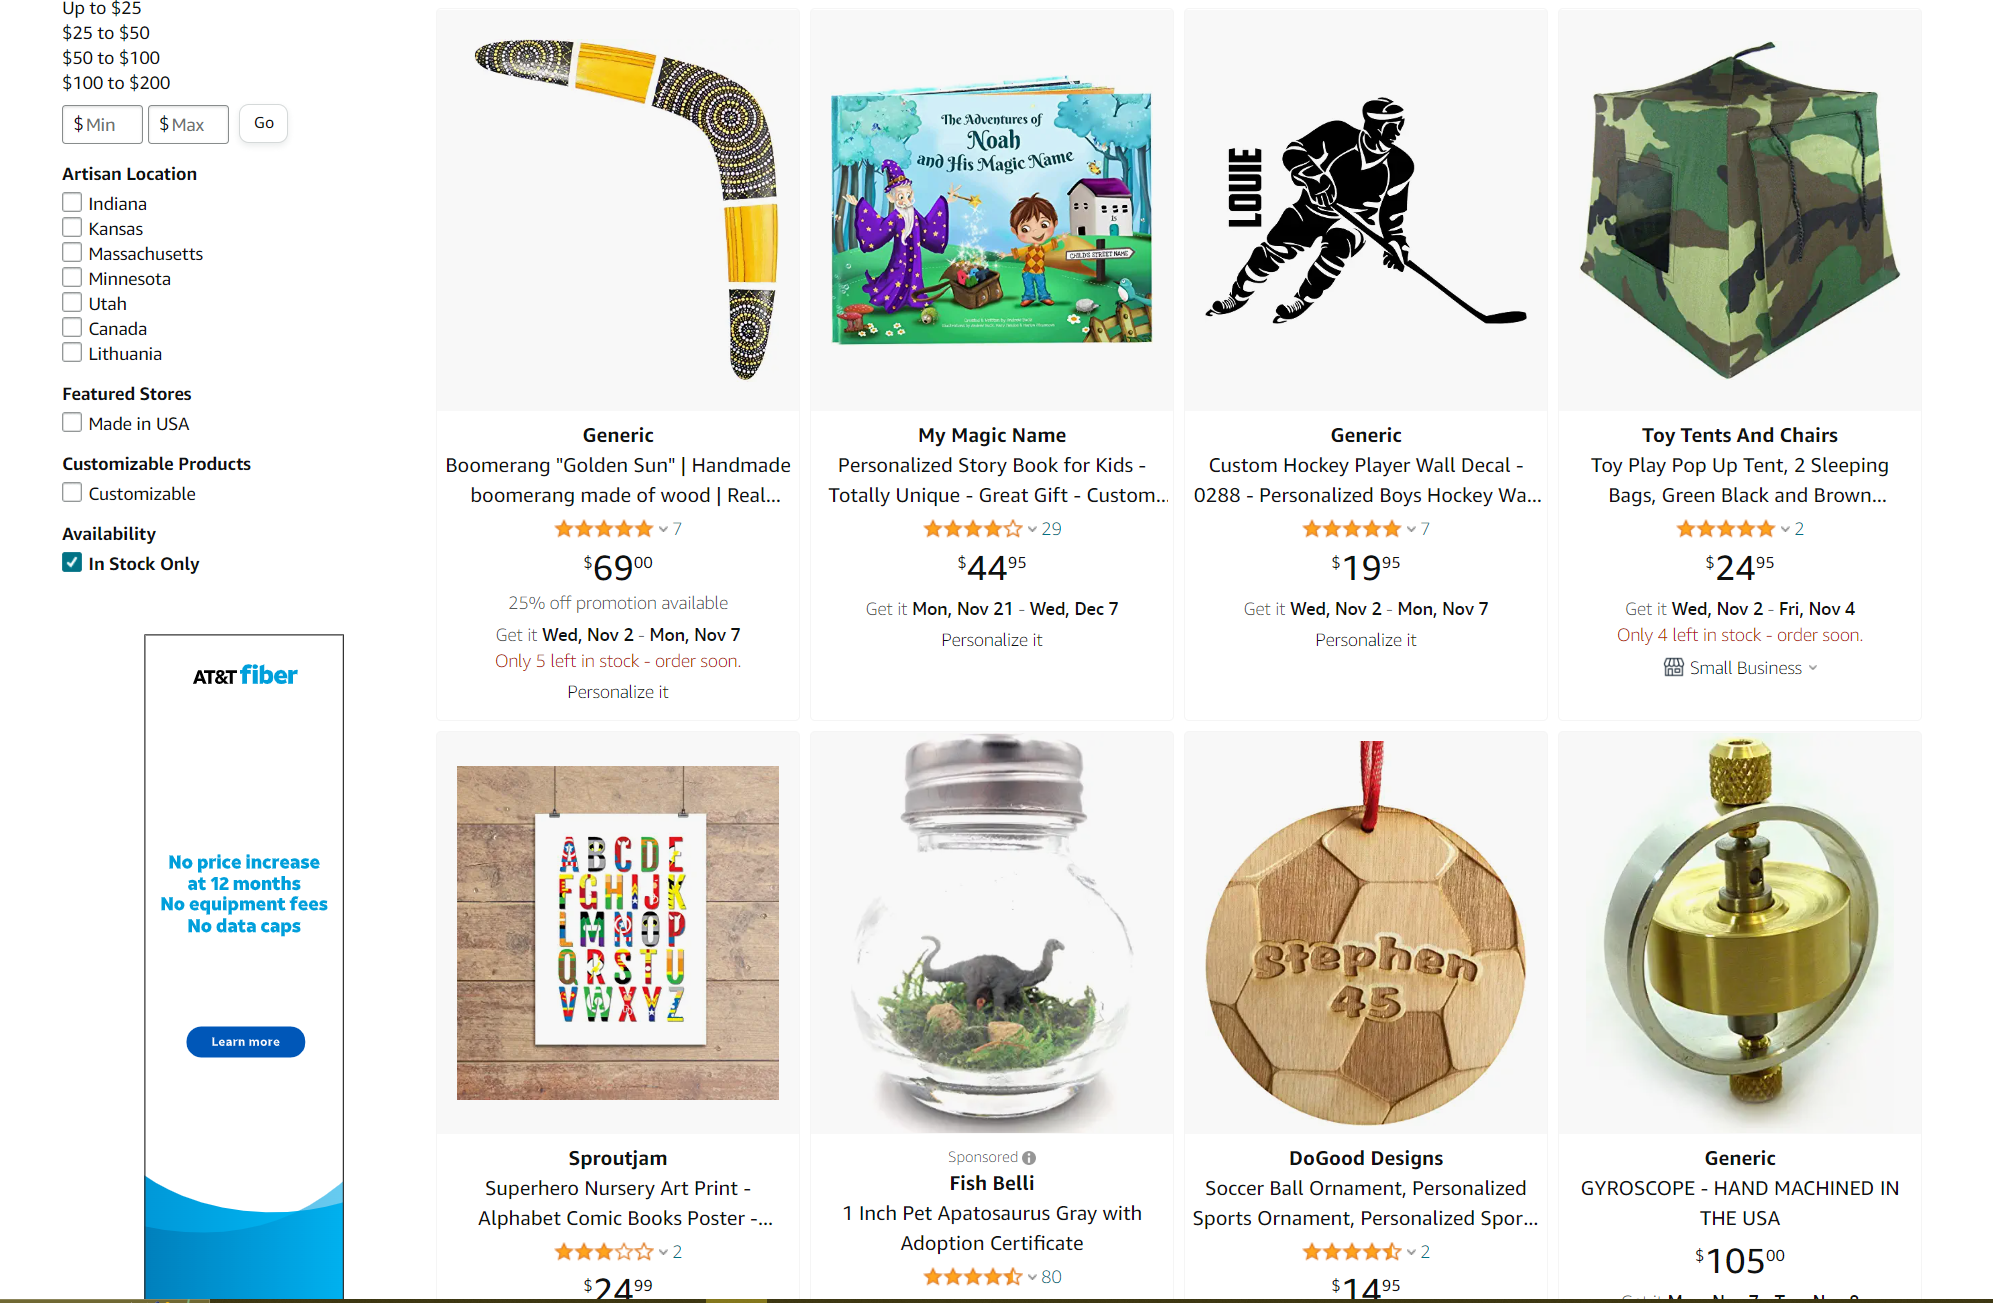 Up to $25
$25 to $50
$50 to $100
$100 to $200
$ Min $ Max Go
Artisan Location
Indiana
Kansas
Massachusetts
Minnesota
Utah
Canada
Lithuania
Featured Stores
Made in USA
Customizable Products
Customizable
Availability
In Stock Only
AT&T fiber
No price increase
at 12 months
No equipment fees
No data caps
Learn more
Generic
Boomerang "Golden Sun" | Handmade
boomerang made of wood | Real...
7
$69 00
25% off promotion available
Get it Wed, Nov 2 - Mon, Nov 7
Only 5 left in stock - order soon.
Personalize it
The Adventures of
Noah
and His Magic Name
IS
CHILD'S STREET NAME
My Magic Name
Personalized Story Book for Kids -
Totally Unique - Great Gift - Custom...
29
$44 95
Get it Mon, Nov 21 - Wed, Dec 7
Personalize it
LOUIE
Generic
Custom Hockey Player Wall Decal -
0288 - Personalized Boys Hockey Wa...
7
$19 95
Get it Wed, Nov 2 - Mon, Nov 7
Personalize it
Toy Tents And Chairs
Toy Play Pop Up Tent, 2 Sleeping
Bags, Green Black and Brown...
2
$24 95
Get it Wed, Nov 2 - Fri, Nov 4
Only 4 left in stock - order soon.
Small Business
ABCDE
FGHIJK
LMNOP
QRSTU
VWXYZ
Sproutjam
Superhero Nursery Art Print -
Alphabet Comic Books Poster -...
2
$24 99
Sponsored
Fish Belli
1 Inch Pet Apatosaurus Gray with
Adoption Certificate
80
Stephen
45
DoGood Designs
Soccer Ball Ornament, Personalized
Sports Ornament, Personalized Spor...
2
$14 95
Generic
GYROSCOPE - HAND MACHINED IN
THE USA
$105 00